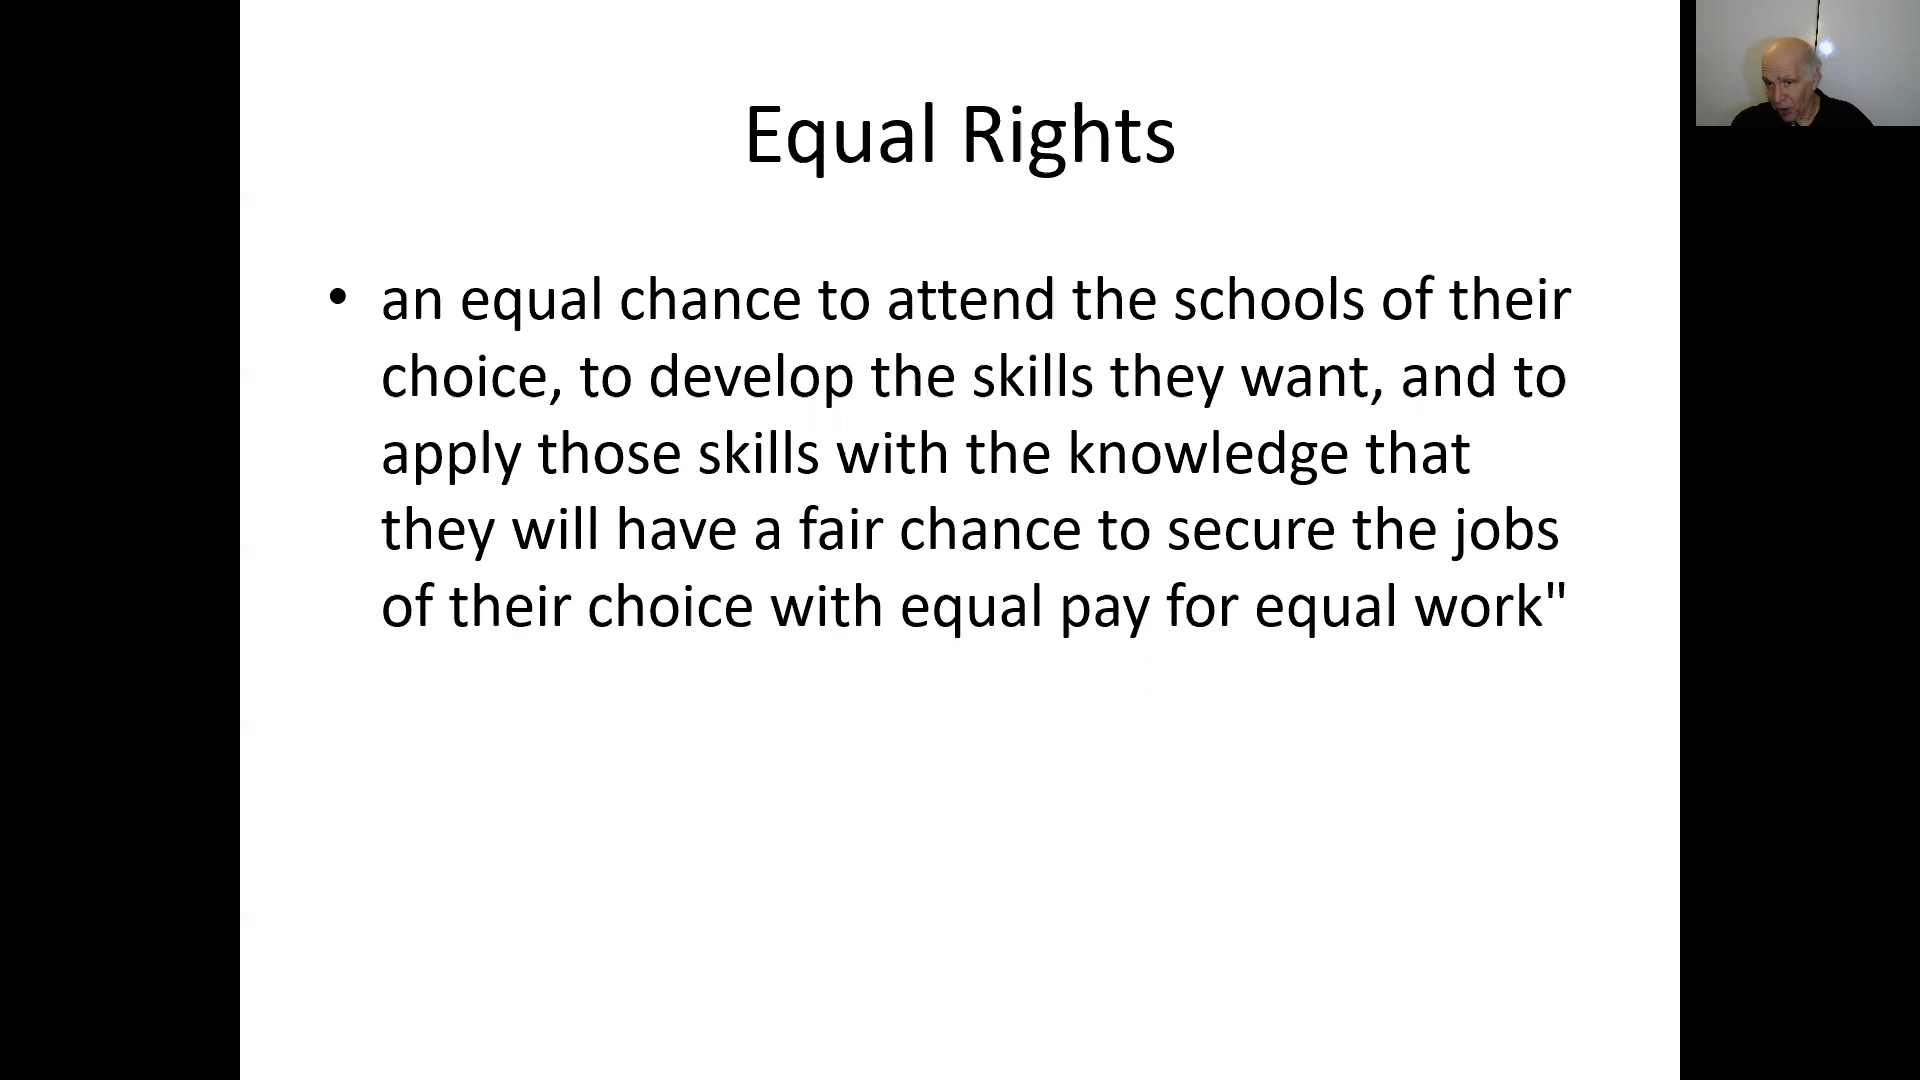 Equal Rights
• an equal chance to attend the schools of their
choice, to develop the skills they want, and to
apply those skills with the knowledge that
they will have a fair chance to secure the jobs
of their choice with equal pay for equal work"